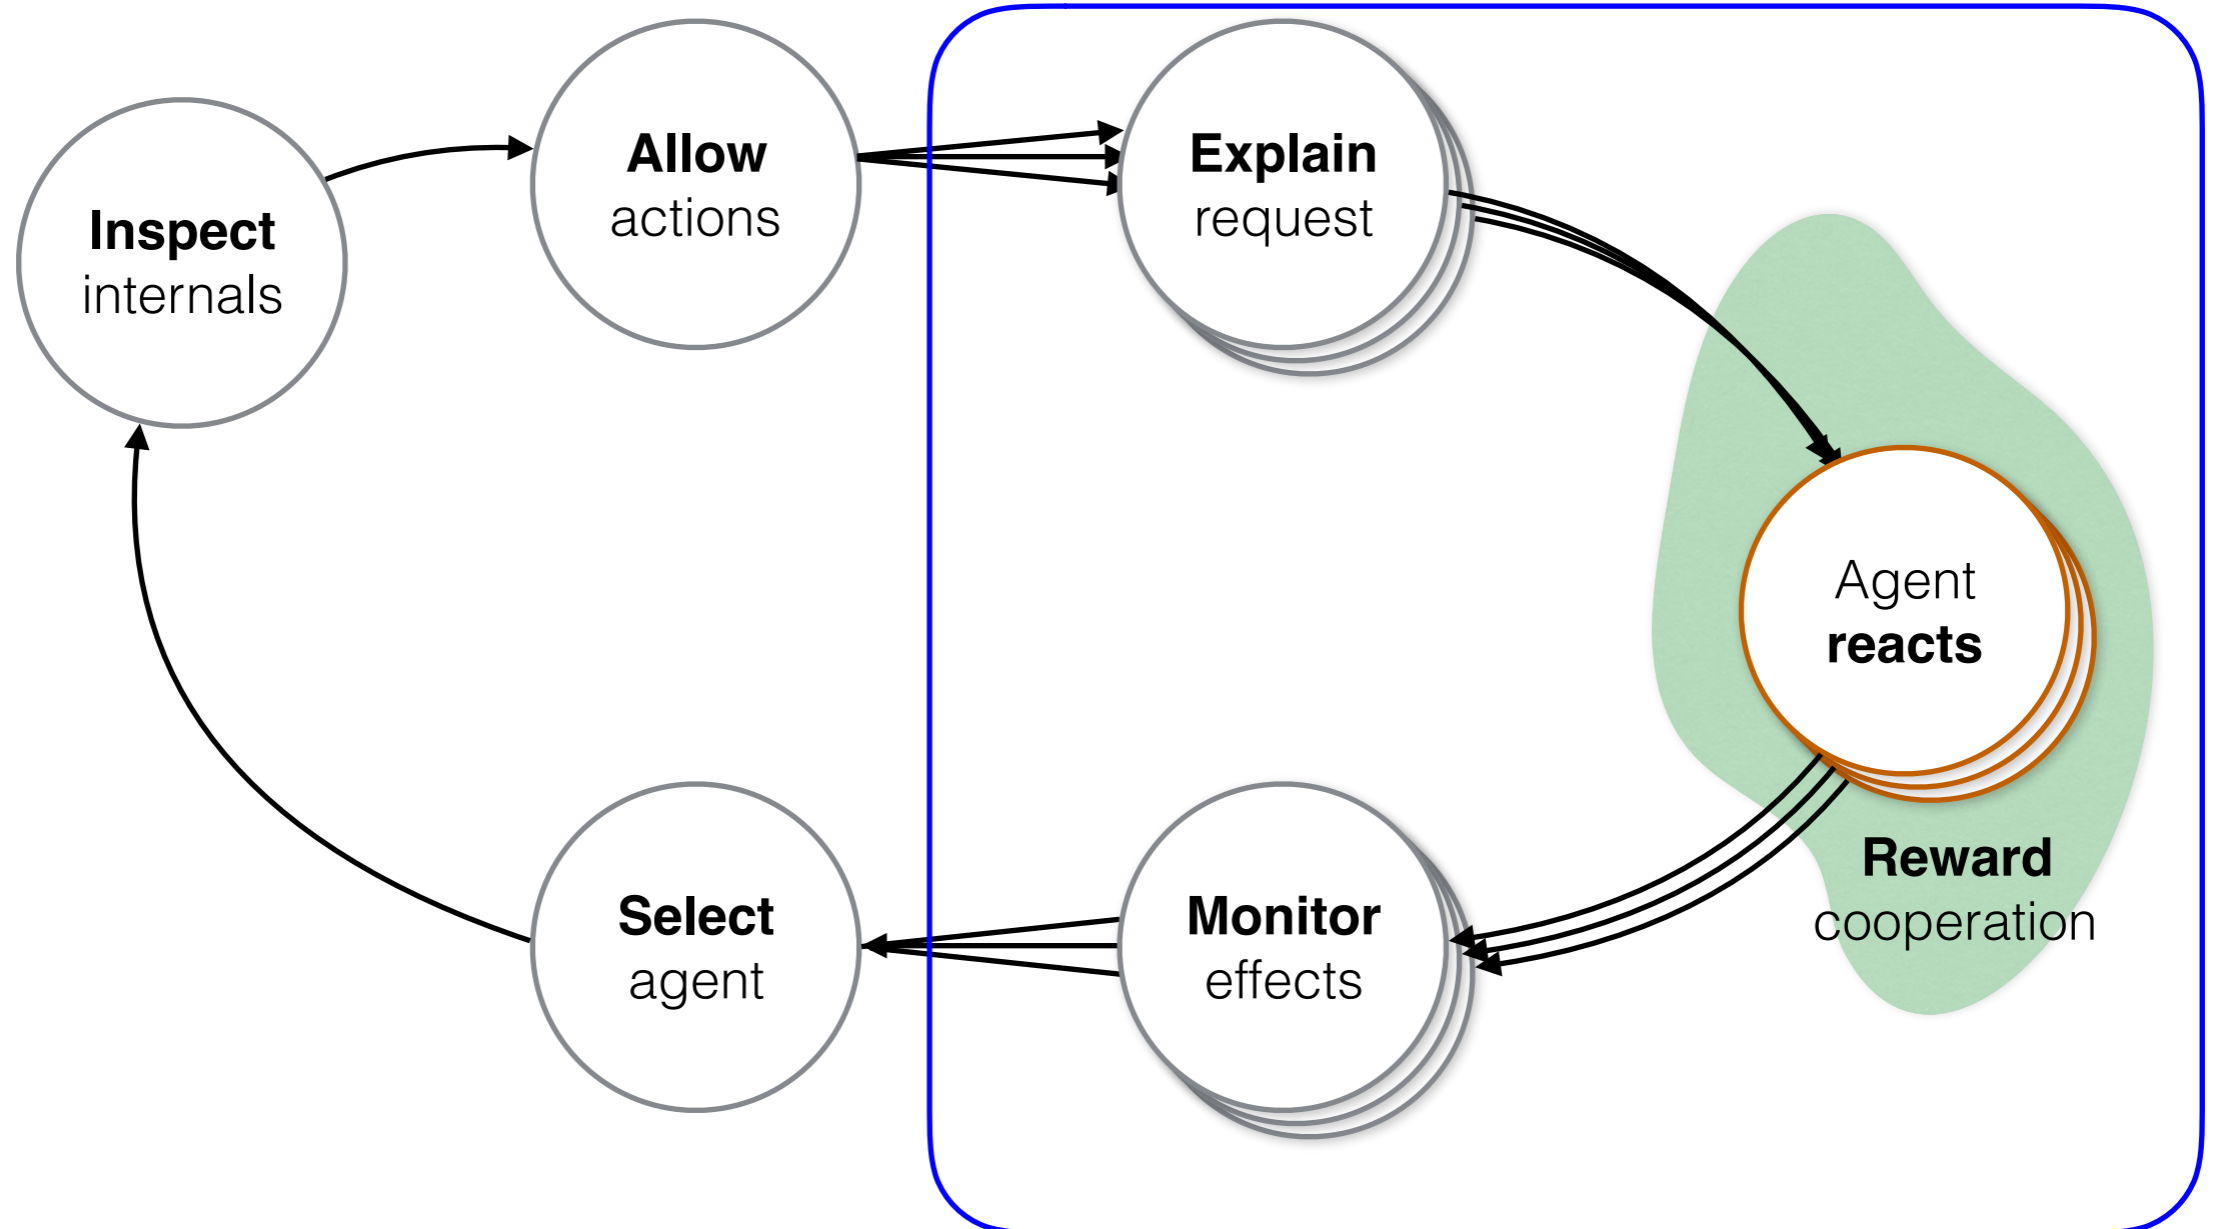 Inspect
internals
Allow
actions
Explain
request
Agent
reacts
Reward
cooperation
Monitor
effects
Select
agent